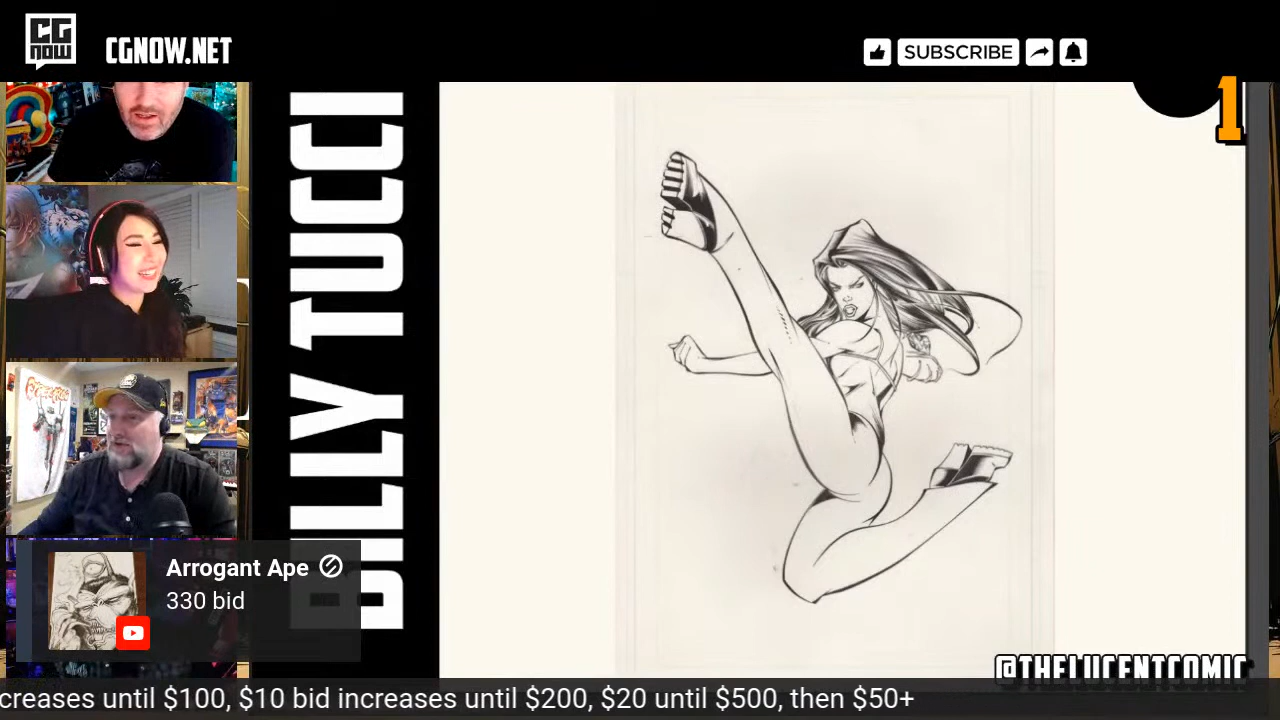 CG
NOW
CGNOW.NET
SUBSCRIBE
1
BILLY TUCCI
Arrogant Ape
330 bid
@THELUCENTCOMIC
creases until $100, $10 bid increases until $200, $20 until $500, then $50+